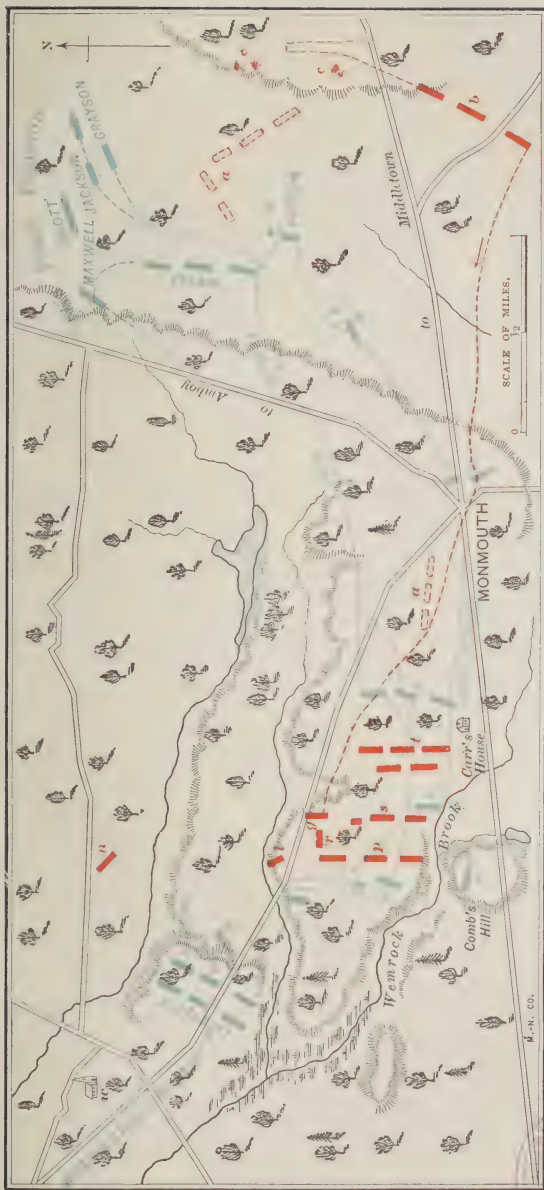 N.
OTT
MAXWELL
JACKSON
GRAYSON
c
c
a
b
to Amboy
to Middletown
SCALE OF MILES.
0 1/2
n
a
MONMOUTH
t
Carr's
House
g
s
r
p
Wemrock Brook
Comb's
Hill
w
M.-N. CO.